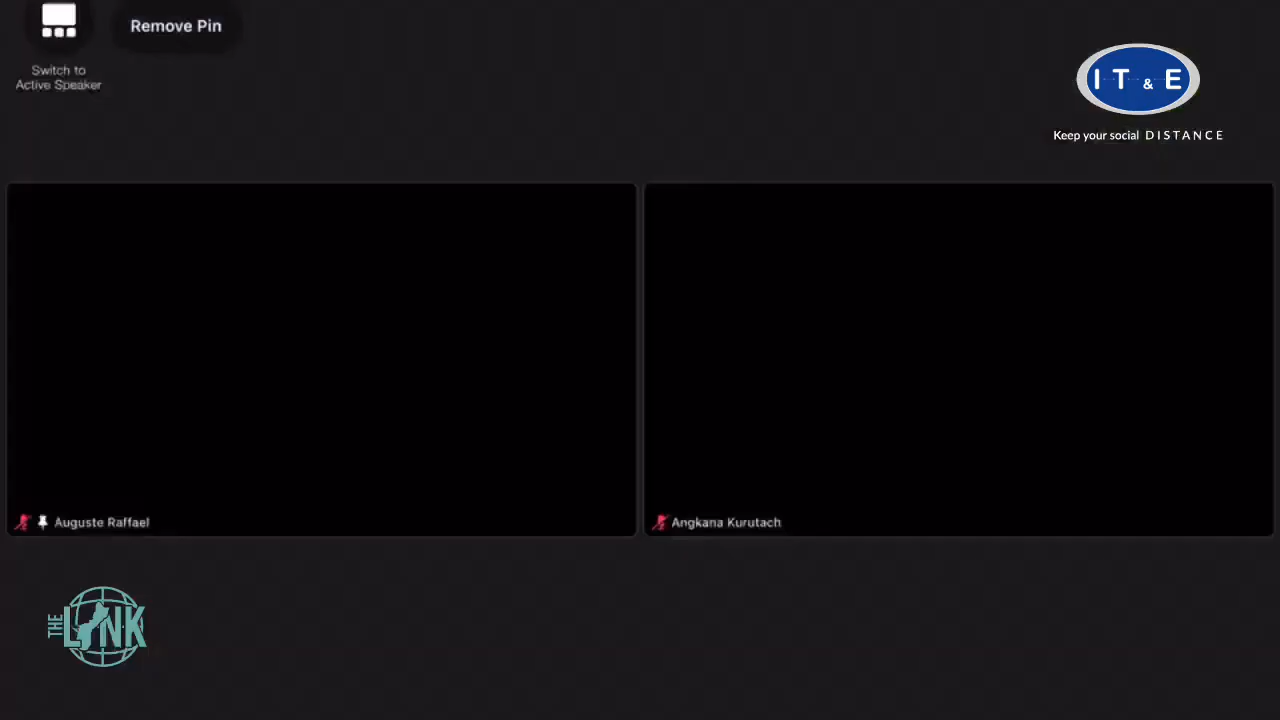 Remove Pin
Switch to
Active Speaker
I T & E
Keep your social DISTANCE
Auguste Raffael
Angkana Kurutach
THE LINK